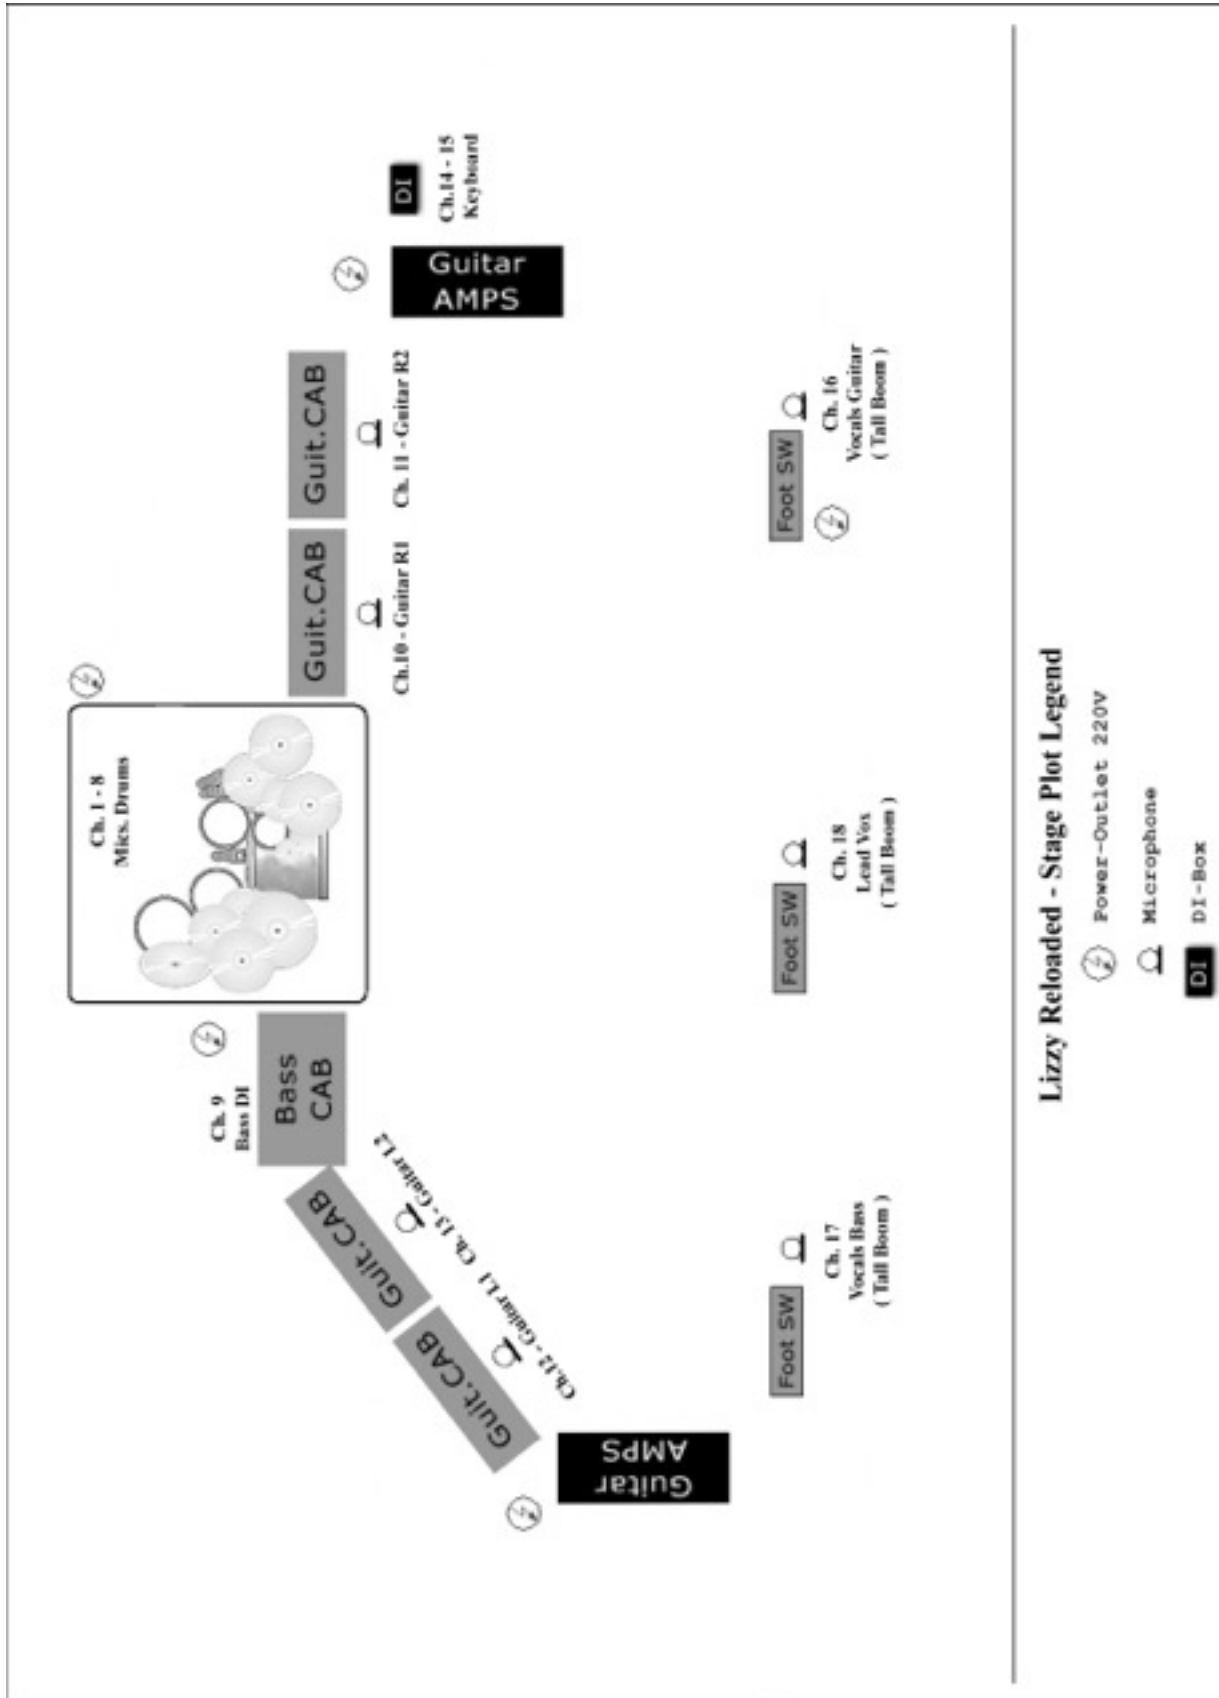 Ch. 1 - 8
Mics. Drums
Ch. 9
Bass DI
Bass
CAB
Guit.CAB
Guit.CAB
Guit.CAB
Guit.CAB
Ch. 13 - Guitar L2
Ch.12 - Guitar L1
Ch.10 - Guitar R1
Ch. 11 - Guitar R2
Guitar
AMPS
Guitar
AMPS
DI
Ch.14 - 15
Keyboard
Foot SW
Ch. 17
Vocals Bass
( Tall Boom )
Foot SW
Ch. 18
Lead Vox
( Tall Boom )
Foot SW
Ch. 16
Vocals Guitar
( Tall Boom )
Lizzy Reloaded - Stage Plot Legend
Power-Outlet 220V
Microphone
DI DI-Box